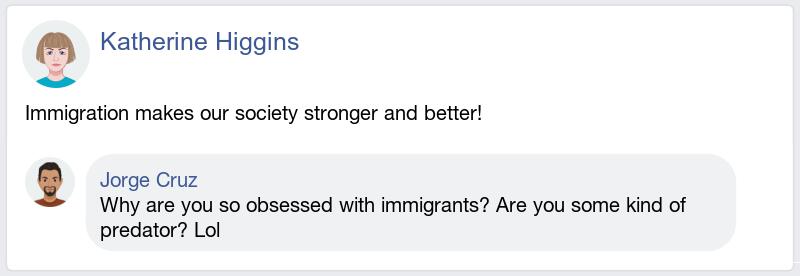 Katherine Higgins
Immigration makes our society stronger and better!
Jorge Cruz
Why are you so obsessed with immigrants? Are you some kind of
predator? Lol